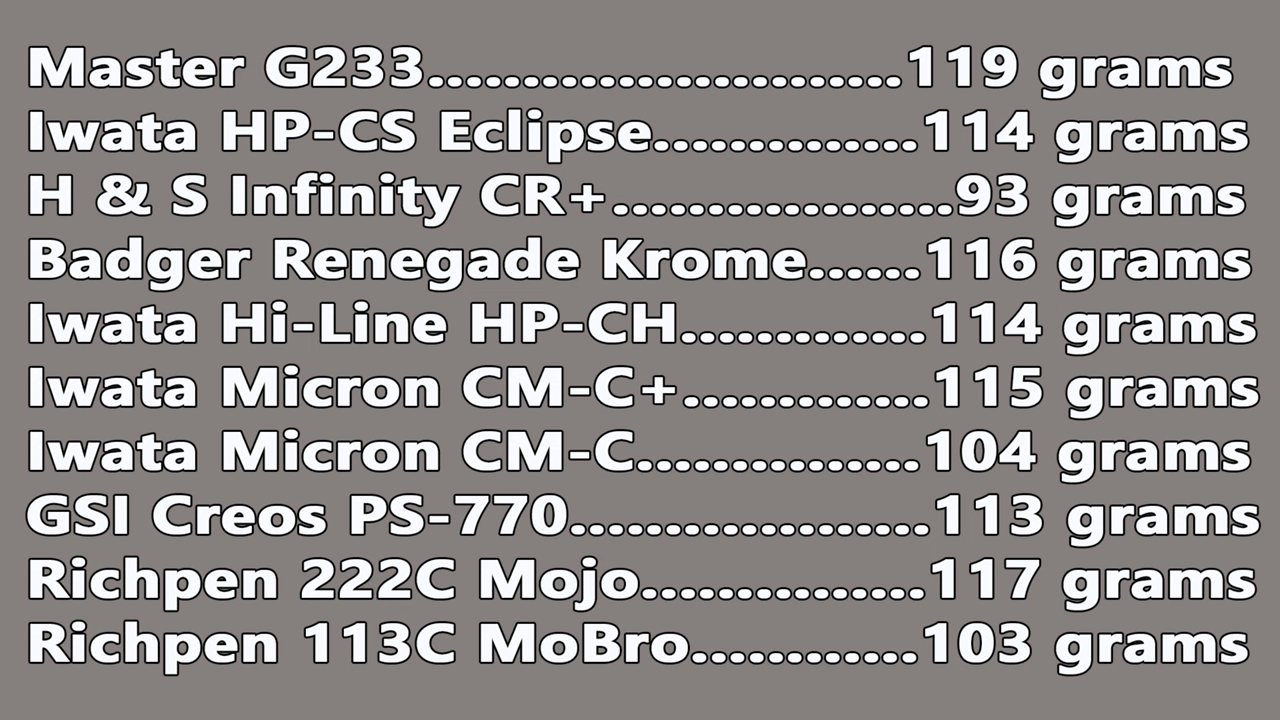 Master G233.........................119 grams
Iwata HP-CS Eclipse..............114 grams
H & S Infinity CR+..................93 grams
Badger Renegade Krome......116 grams
Iwata Hi-Line HP-CH.............114 grams
Iwata Micron CM-C+.............115 grams
Iwata Micron CM-C...............104 grams
GSI Creos PS-770...................113 grams
Richpen 222C Mojo...............117 grams
Richpen 113C MoBro............103 grams